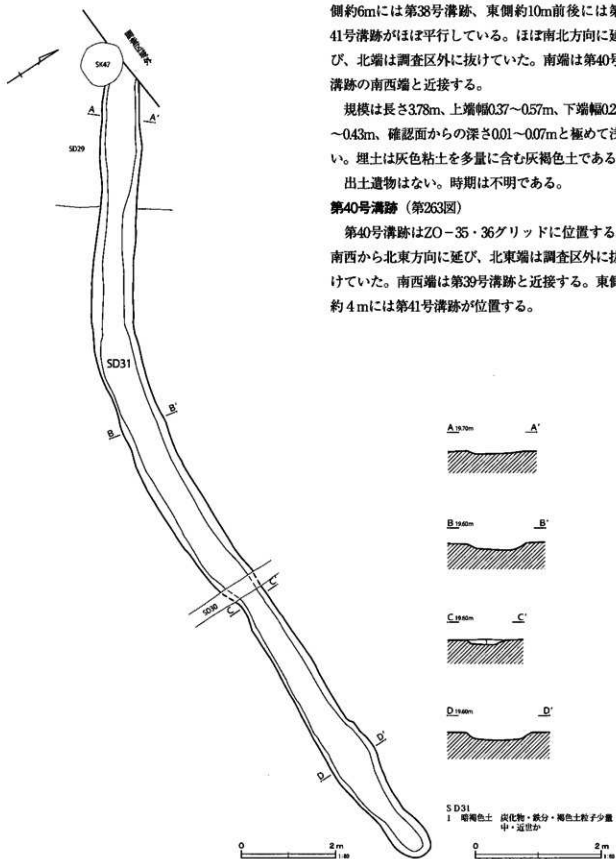 側約6mには第38号溝跡、東側約10m前後には第
41号溝跡がほぼ平行している。ほぼ南北方向に延
び、北端は調査区外に抜けていた。南端は第40号
溝跡の南西端と近接する。
規模は長さ3.78m、上端幅0.37～0.57m、下端幅0.2
～0.43m、確認面からの深さ0.01～0.07mと極めて浅
い。埋土は灰色粘土を多量に含む灰褐色土である
出土遺物はない。時期は不明である。
第40号溝跡（第263図）
第40号溝跡はZO－35・36グリッドに位置する
南西から北東方向に延び、北東端は調査区外に抜
けていた。南西端は第39号溝跡と近接する。東側
約4mには第41号溝跡が位置する。
SK47
A A'
SD29
SD31
B B'
SD30
C C'
D D'
0 2m
1:60
A 19.70m A'
B 19.60m B'
C 19.60m C'
D 19.60m D'
SD31
1 暗褐色土 炭化物・鉄分・褐色土粒子少量
中・近世か
0 2m
1:60